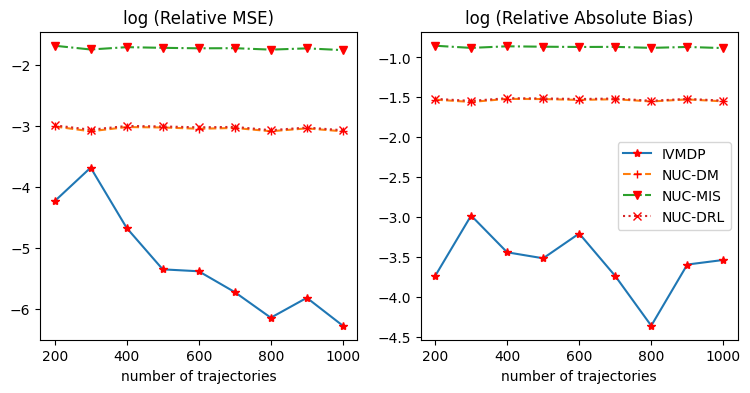 log (Relative MSE)
−2
−3
−4
−5
−6
200 400 600 800 1000
number of trajectories
log (Relative Absolute Bias)
−1.0
−1.5
−2.0
−2.5
−3.0
−3.5
−4.0
−4.5
IVMDP
NUC-DM
NUC-MIS
NUC-DRL
200 400 600 800 1000
number of trajectories